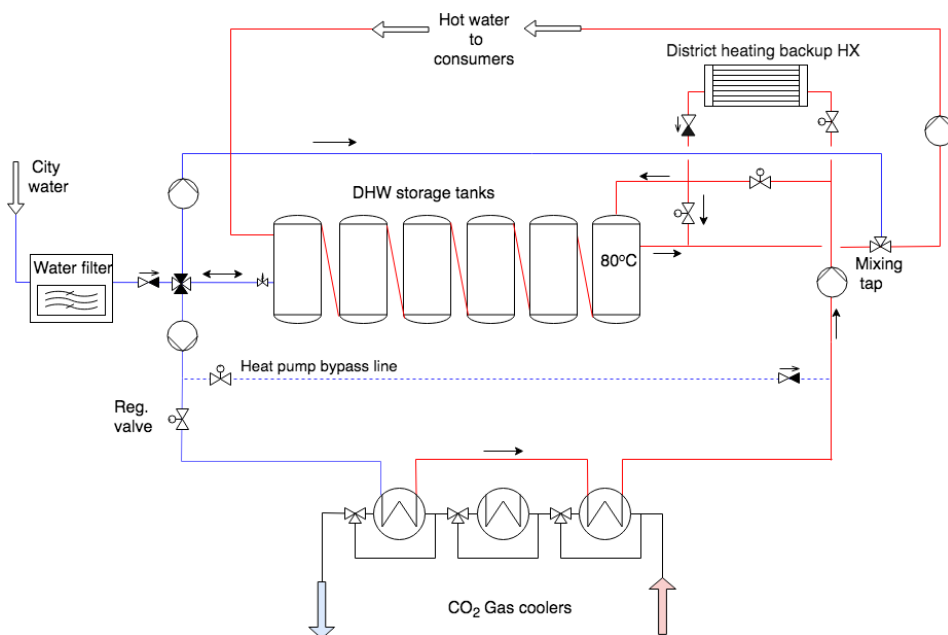 Hot water
to
consumers
District heating backup HX
City
water
DHW storage tanks
Water filter
80°C
Mixing
tap
Heat pump bypass line
Reg.
valve
CO₂ Gas coolers